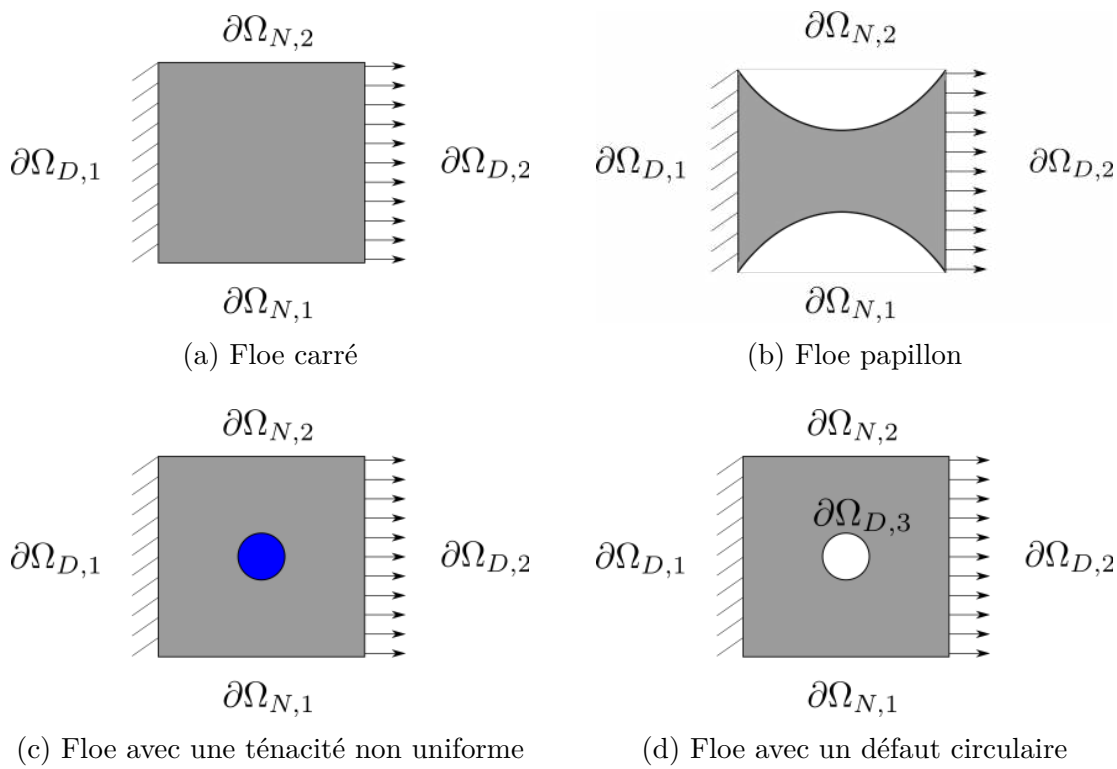 ∂Ω_{N,2} ∂Ω_{N,2}
∂Ω_{D,1} ∂Ω_{D,2} ∂Ω_{D,1} ∂Ω_{D,2}
∂Ω_{N,1} ∂Ω_{N,1}
(a) Floe carré (b) Floe papillon
∂Ω_{N,2} ∂Ω_{N,2}
∂Ω_{D,3}
∂Ω_{D,1} ∂Ω_{D,2} ∂Ω_{D,1} ∂Ω_{D,2}
∂Ω_{N,1} ∂Ω_{N,1}
(c) Floe avec une ténacité non uniforme (d) Floe avec un défaut circulaire